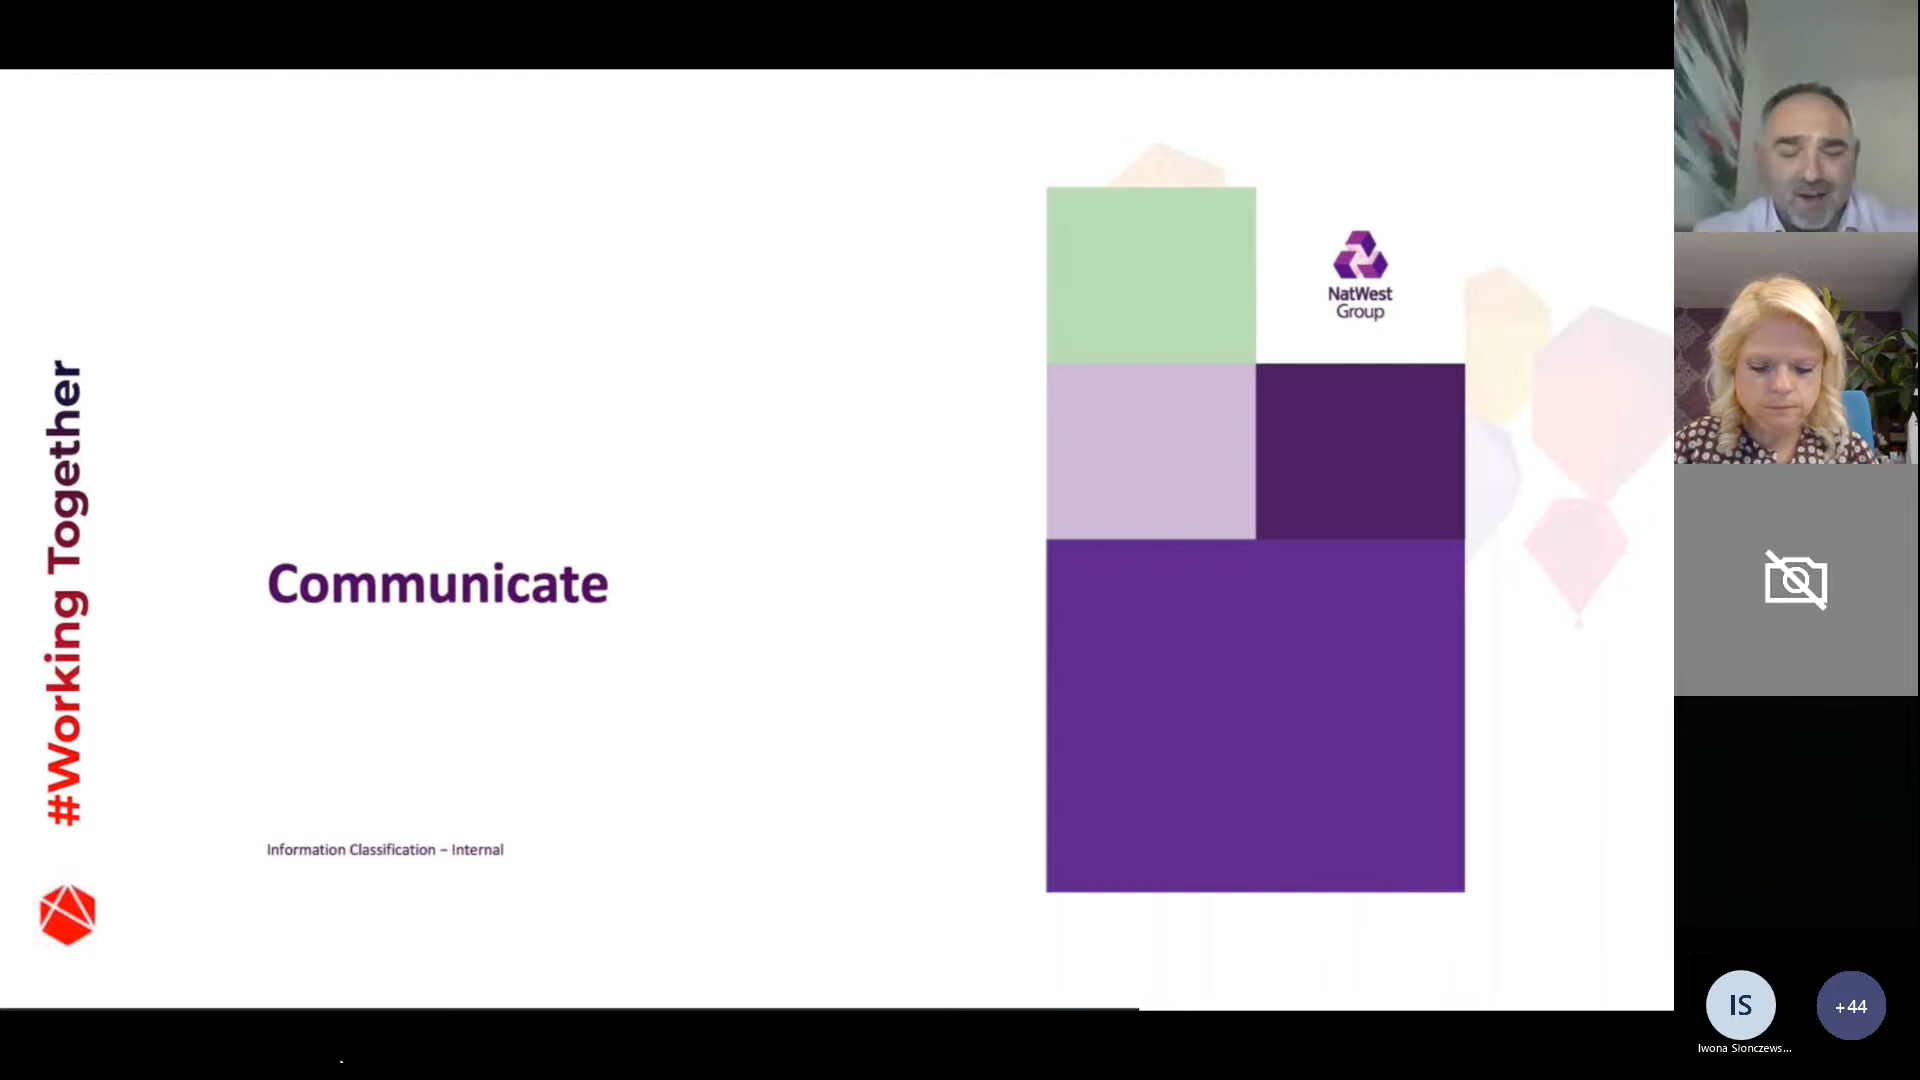 #Working Together
Communicate
Information Classification – Internal
NatWest
Group
IS
+44
Iwona Sionczews...